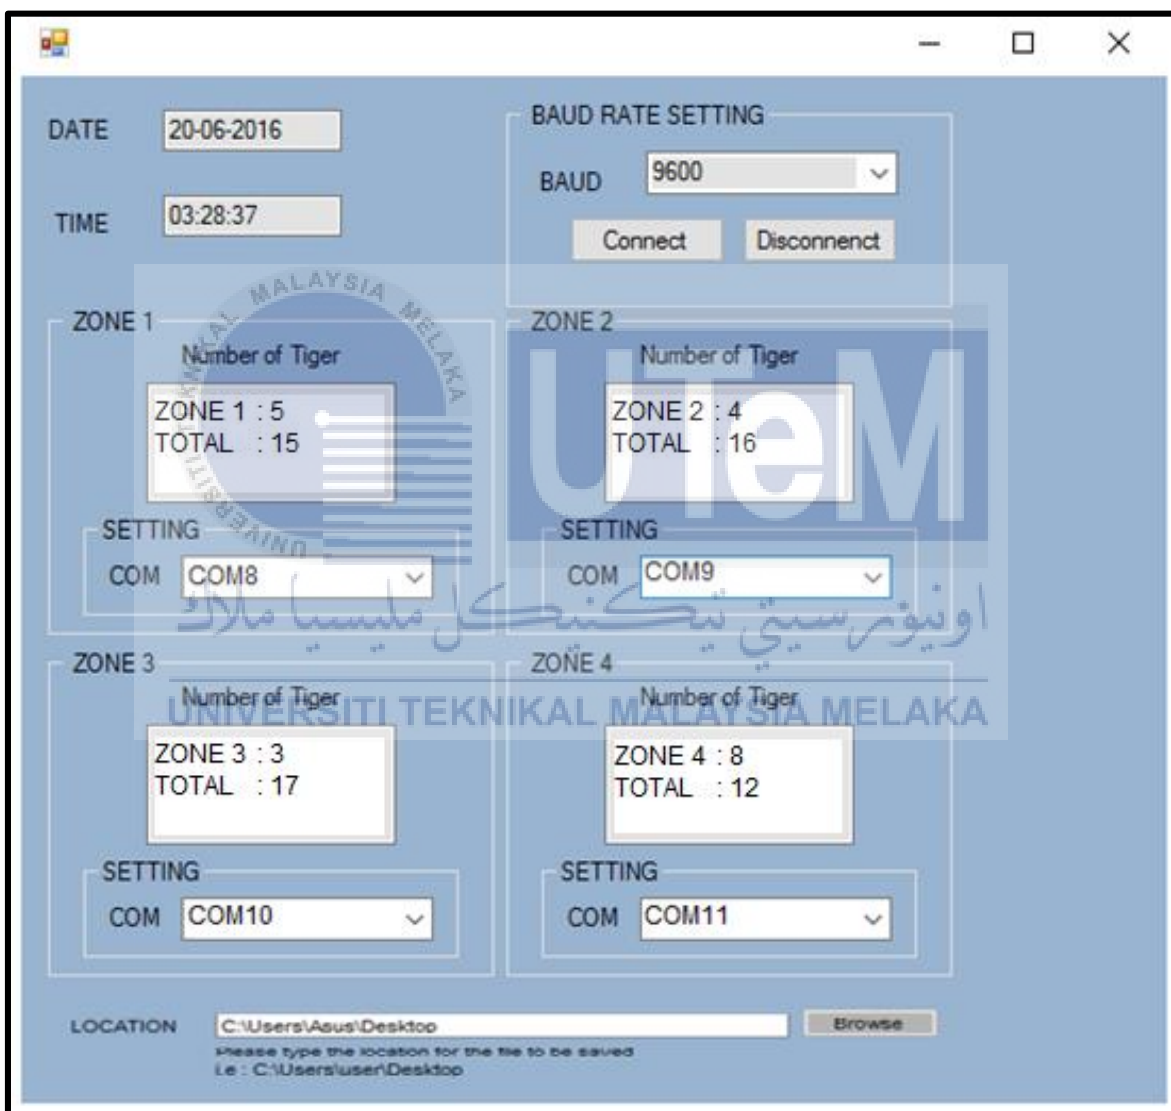 DATE 20-06-2016
TIME 03:28:37
BAUD RATE SETTING
BAUD 9600
Connect Disconnenct
ZONE 1
Number of Tiger
ZONE 1 : 5
TOTAL : 15
SETTING
COM COM8
ZONE 2
Number of Tiger
ZONE 2 : 4
TOTAL : 16
SETTING
COM COM9
ZONE 3
Number of Tiger
ZONE 3 : 3
TOTAL : 17
SETTING
COM COM10
ZONE 4
Number of Tiger
ZONE 4 : 8
TOTAL : 12
SETTING
COM COM11
LOCATION C:\Users\Asus\Desktop Browse
Please type the location for the file to be saved
i.e : C:\Users\user\Desktop
UNIVERSITI TEKNIKAL MALAYSIA MELAKA
UTeM
اونيۏرسيتي تيكنيكل مليسيا ملاك
UNIVERSITI TEKNIKAL MALAYSIA MELAKA